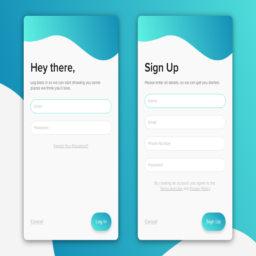 Hey there,
Log back in so we can start showing you some
places we think you'll love.
Email
Password
Forgot Your Password?
Cancel
Log In
Sign Up
Please enter all details, so we can get you started.
Name
Email
Phone Number
Password
By creating an account you agree to the
Terms and Use and Privacy Policy.
Cancel
Sign Up